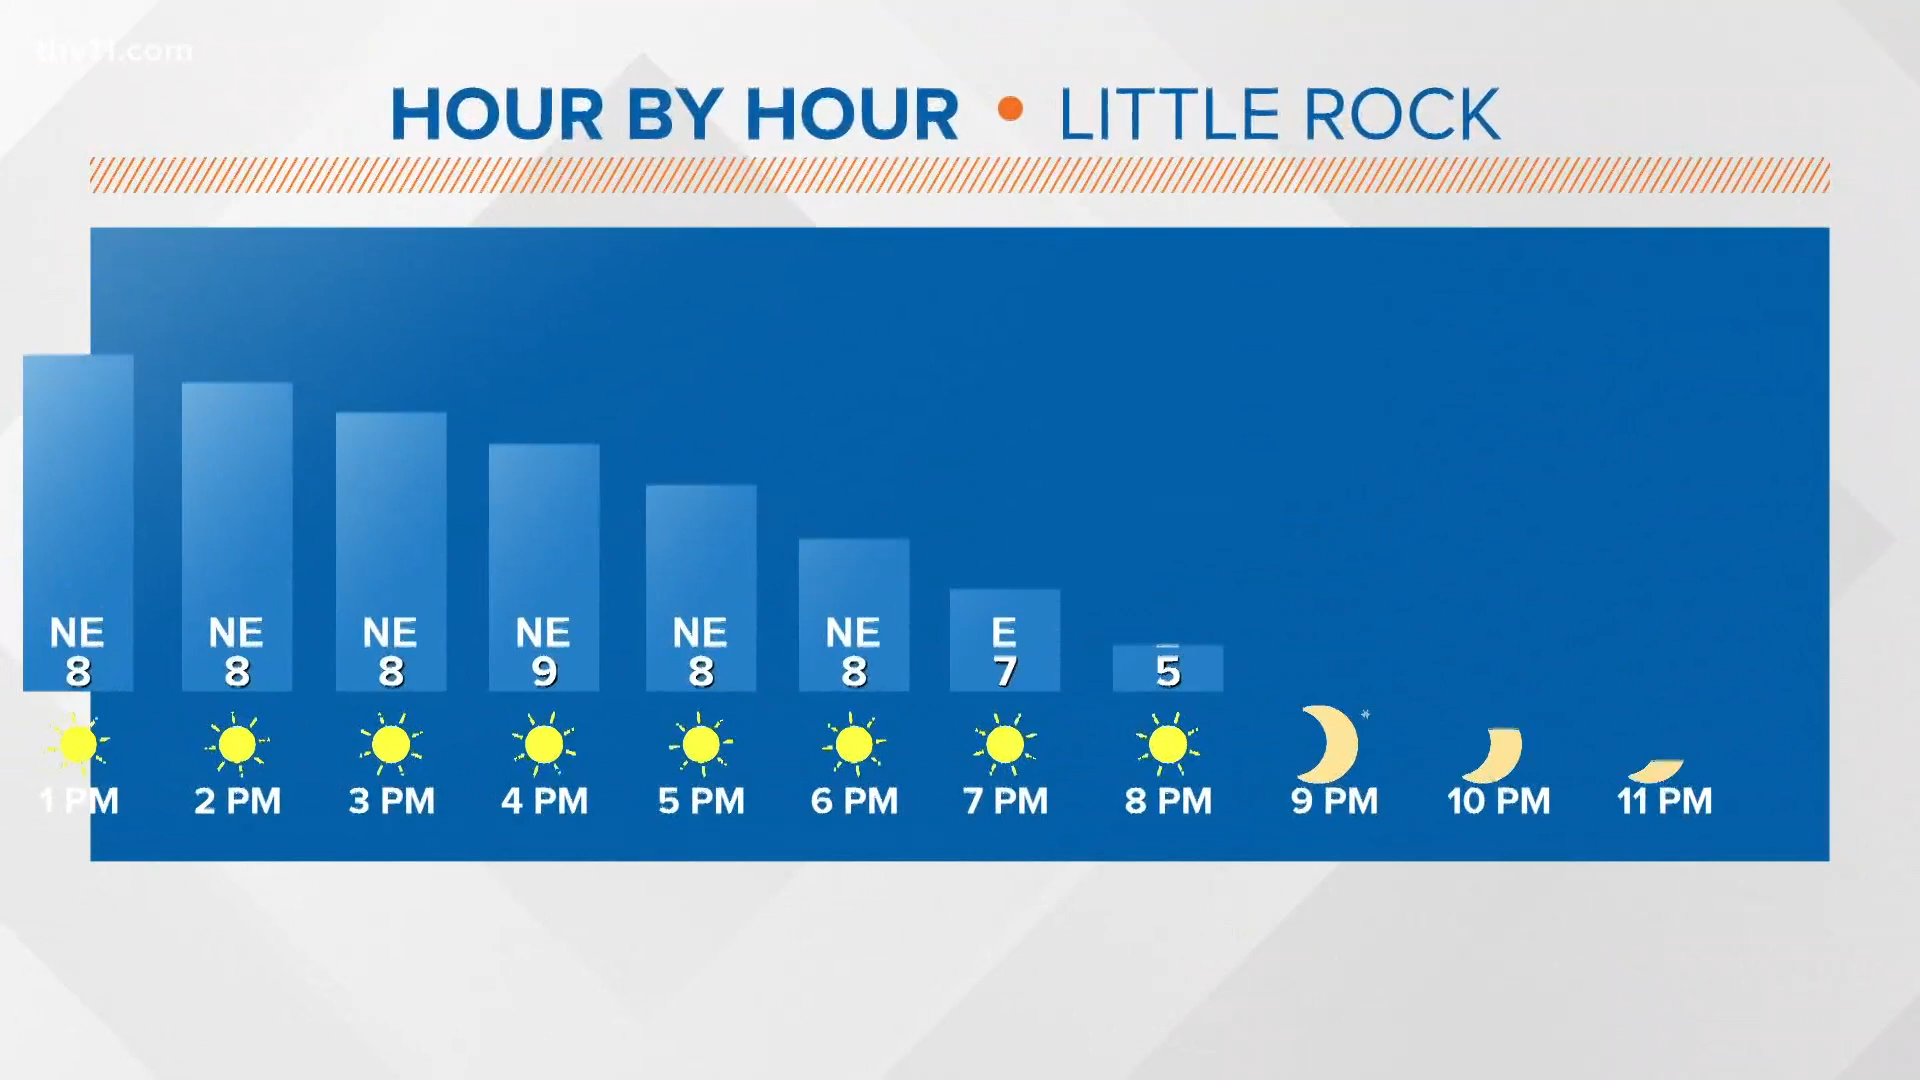 thv11.com
HOUR BY HOUR • LITTLE ROCK
NE NE NE NE NE NE E
8 8 8 9 8 8 7 5
1 PM 2 PM 3 PM 4 PM 5 PM 6 PM 7 PM 8 PM 9 PM 10 PM 11 PM